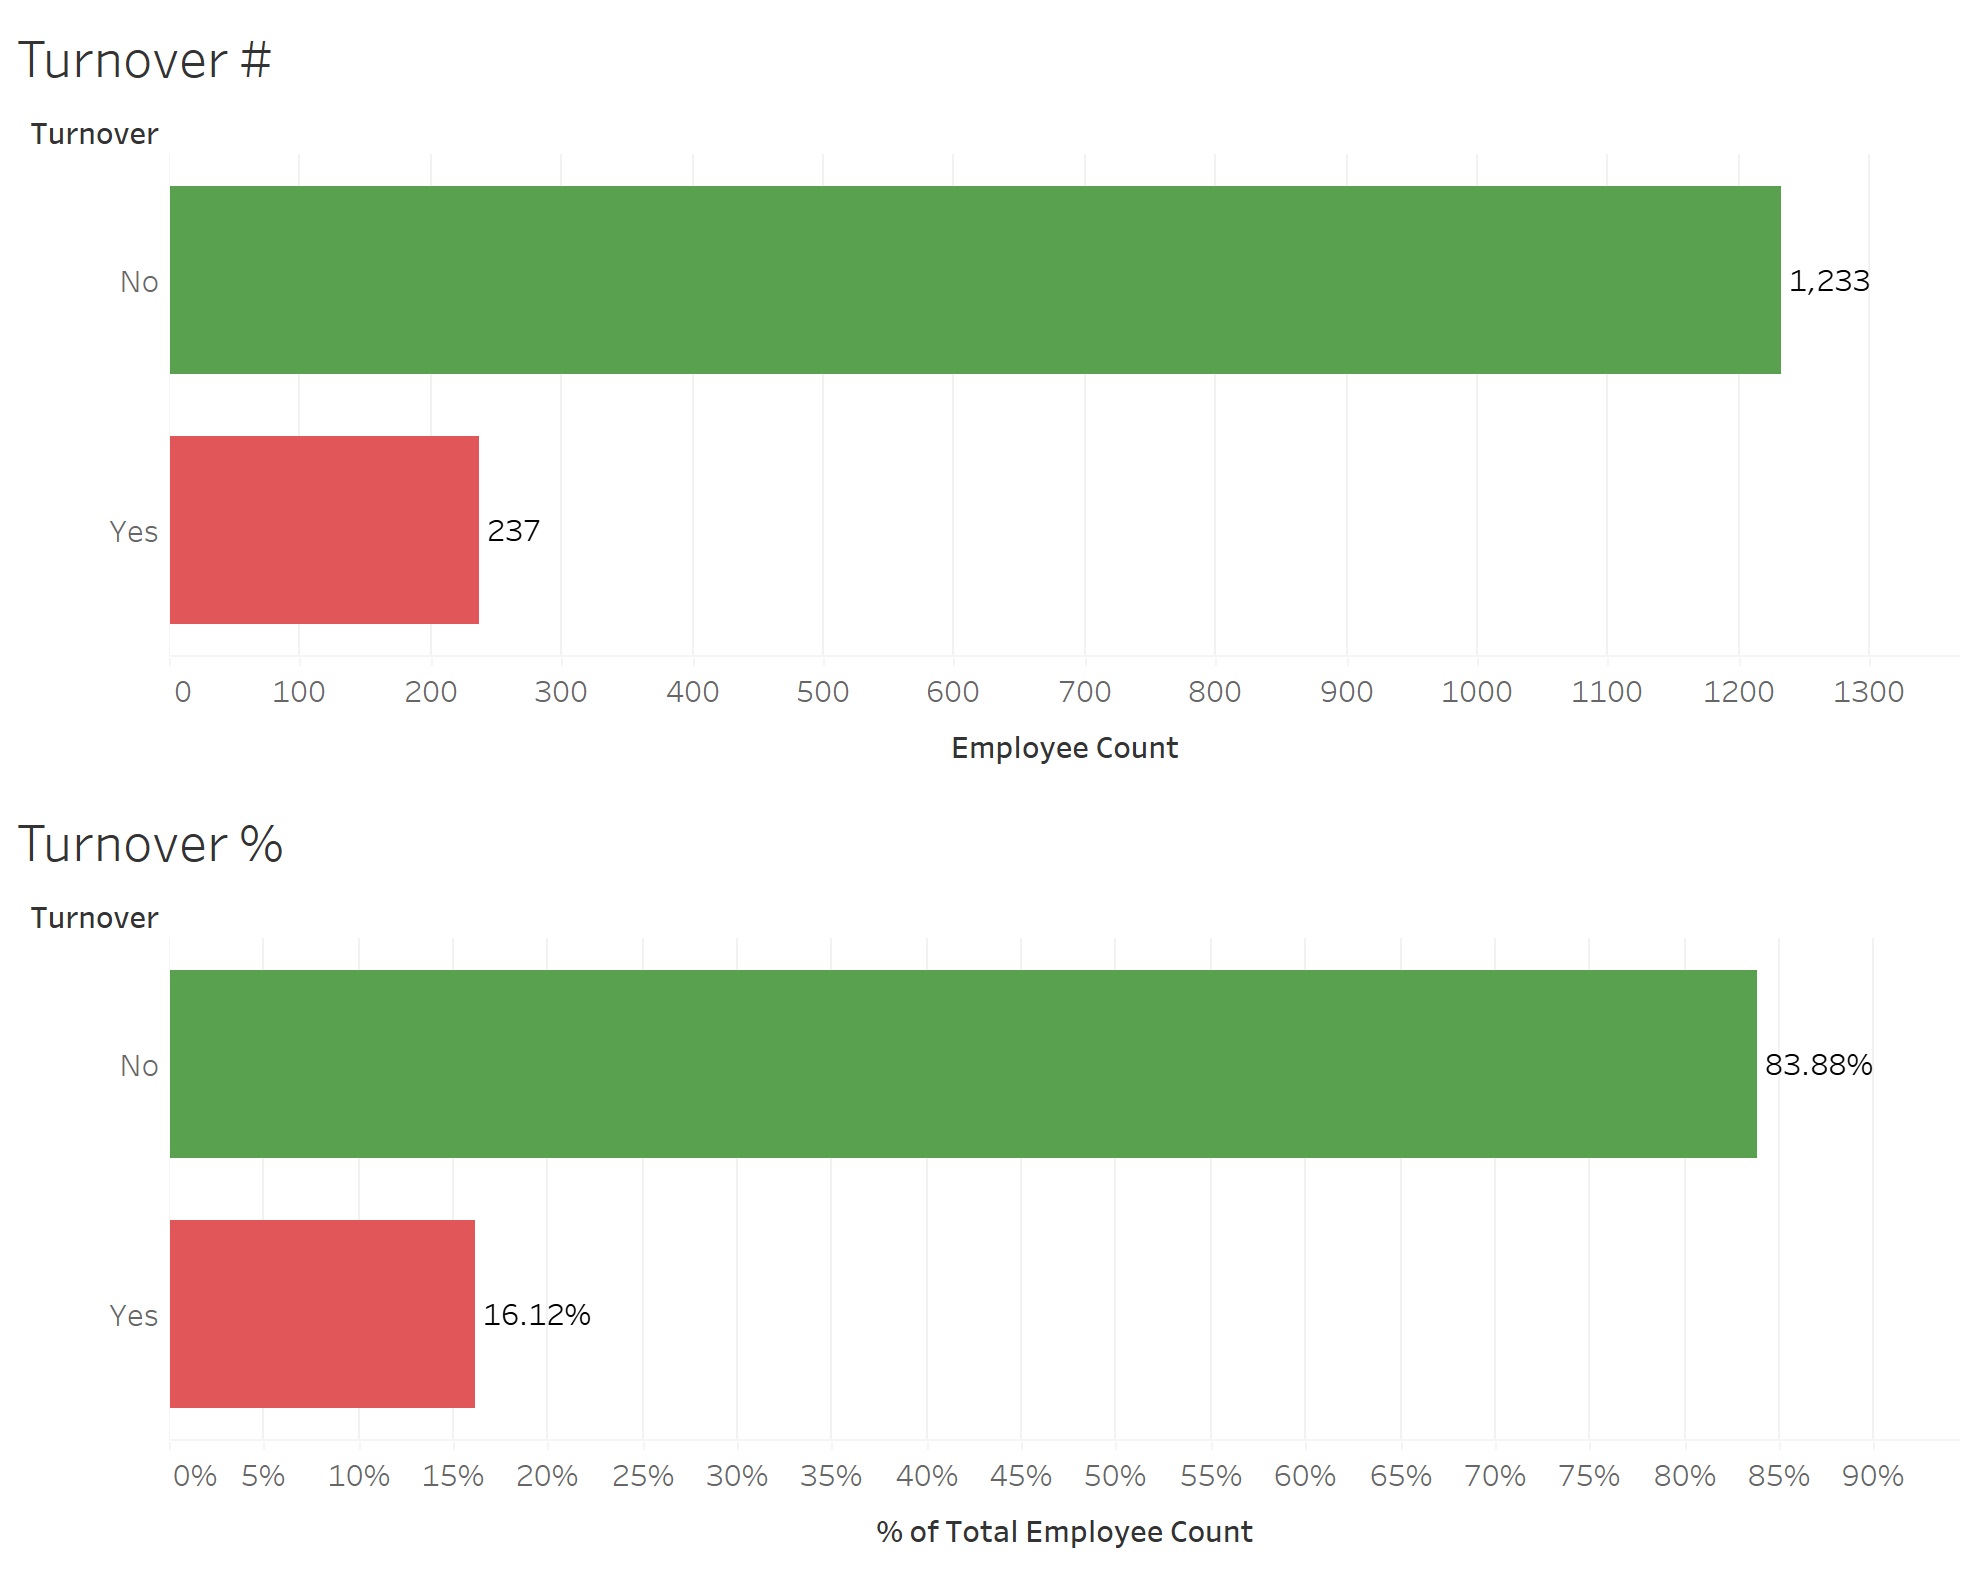 Turnover #
Turnover
No
1,233
Yes
237
0 100 200 300 400 500 600 700 800 900 1000 1100 1200 1300
Employee Count
Turnover %
Turnover
No
83.88%
Yes
16.12%
0% 5% 10% 15% 20% 25% 30% 35% 40% 45% 50% 55% 60% 65% 70% 75% 80% 85% 90%
% of Total Employee Count